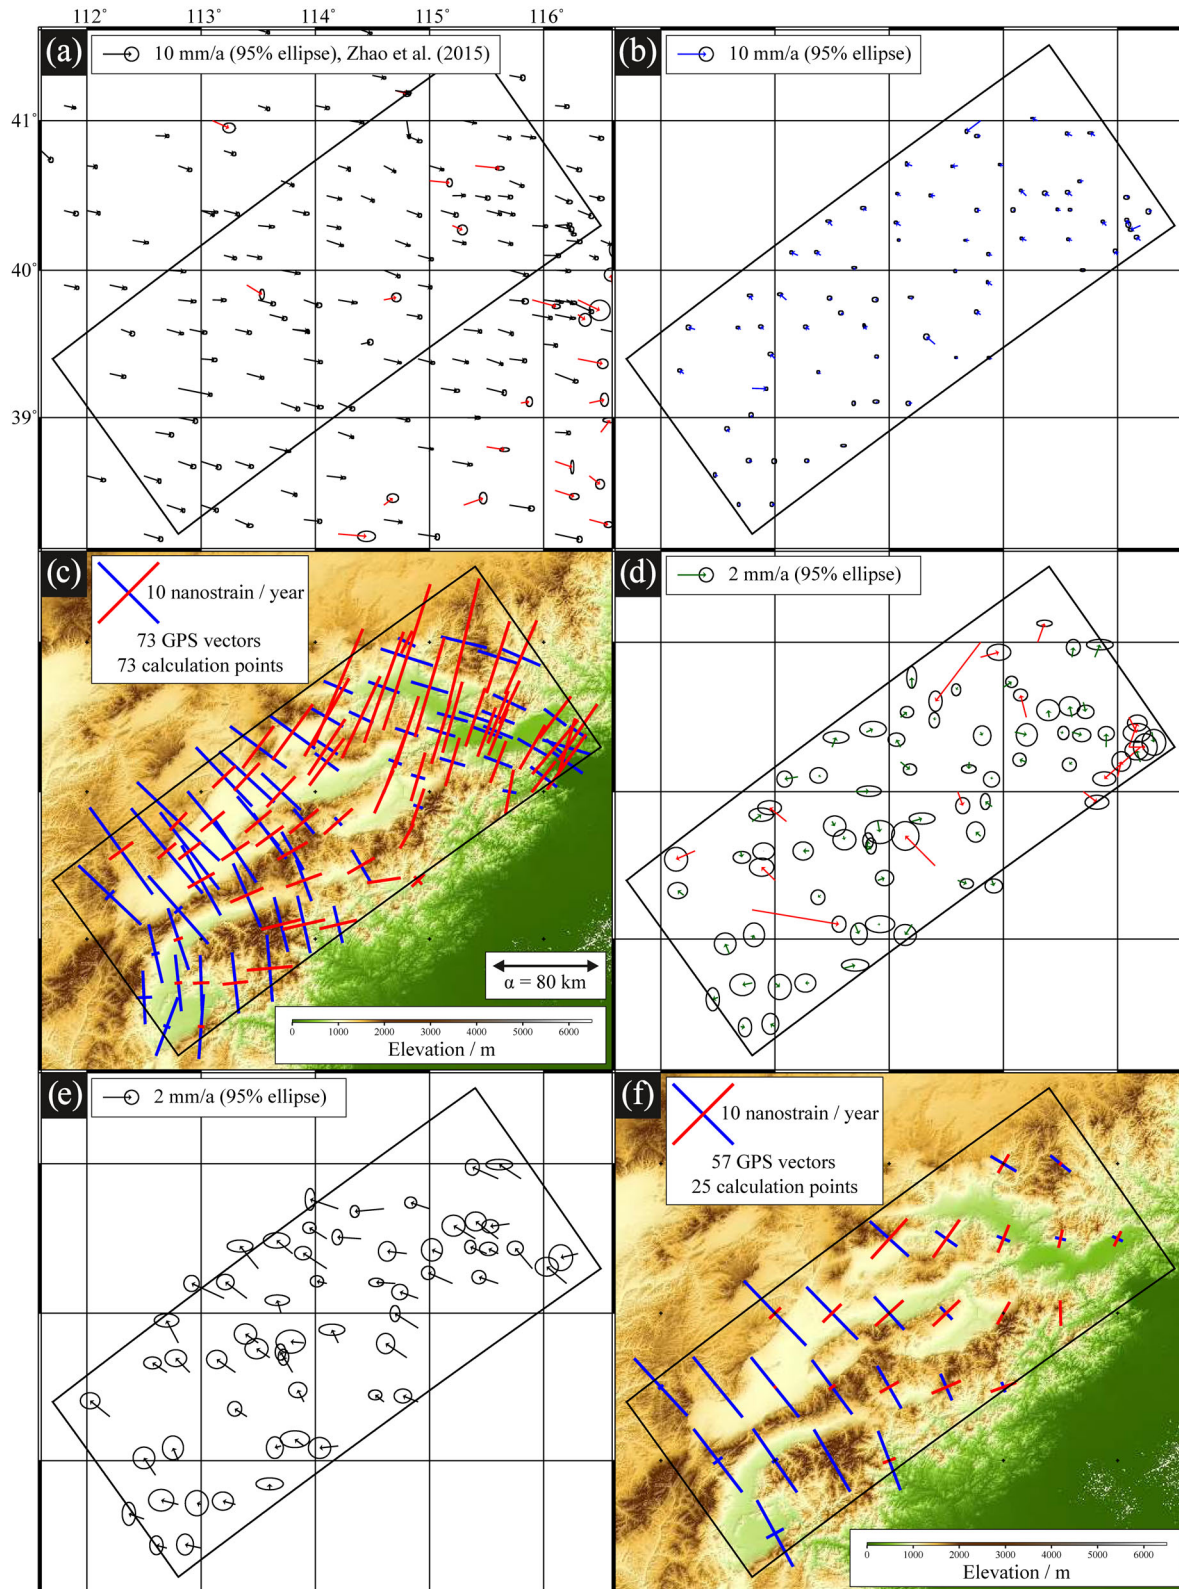 112° 113° 114° 115° 116°
(a)
10 mm/a (95% ellipse), Zhao et al. (2015)
(b)
10 mm/a (95% ellipse)
41°
40°
39°
(c)
10 nanostrain / year
73 GPS vectors
73 calculation points
α = 80 km
0 1000 2000 3000 4000 5000 6000
Elevation / m
(d)
2 mm/a (95% ellipse)
(e)
2 mm/a (95% ellipse)
(f)
10 nanostrain / year
57 GPS vectors
25 calculation points
0 1000 2000 3000 4000 5000 6000
Elevation / m